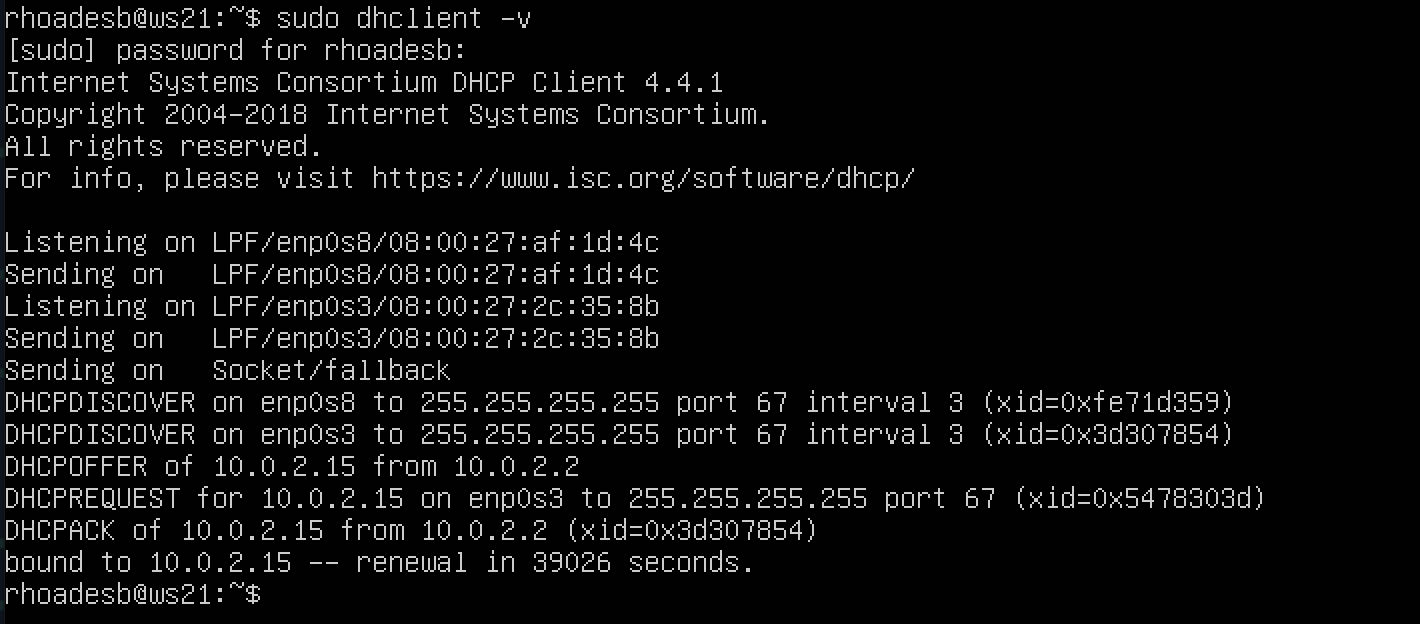 rhoadesb@ws21:~$ sudo dhclient -v
[sudo] password for rhoadesb:
Internet Systems Consortium DHCP Client 4.4.1
Copyright 2004-2018 Internet Systems Consortium.
All rights reserved.
For info, please visit https://www.isc.org/software/dhcp/

Listening on LPF/enp0s8/08:00:27:af:1d:4c
Sending on   LPF/enp0s8/08:00:27:af:1d:4c
Listening on LPF/enp0s3/08:00:27:2c:35:8b
Sending on   LPF/enp0s3/08:00:27:2c:35:8b
Sending on   Socket/fallback
DHCPDISCOVER on enp0s8 to 255.255.255.255 port 67 interval 3 (xid=0xfe71d359)
DHCPDISCOVER on enp0s3 to 255.255.255.255 port 67 interval 3 (xid=0x3d307854)
DHCPOFFER of 10.0.2.15 from 10.0.2.2
DHCPREQUEST for 10.0.2.15 on enp0s3 to 255.255.255.255 port 67 (xid=0x5478303d)
DHCPACK of 10.0.2.15 from 10.0.2.2 (xid=0x3d307854)
bound to 10.0.2.15 -- renewal in 39026 seconds.
rhoadesb@ws21:~$